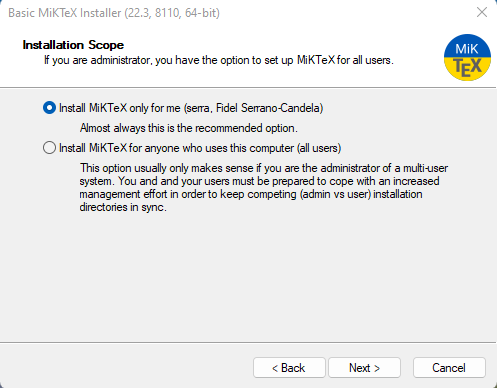 Basic MiKTeX Installer (22.3, 8110, 64-bit)
Installation Scope
If you are administrator, you have the option to set up MiKTeX for all users.
MiK
TEX
Install MiKTeX only for me (serra, Fidel Serrano-Candela)
Almost always this is the recommended option.
Install MiKTeX for anyone who uses this computer (all users)
This option usually only makes sense if you are the administrator of a multi-user
system. You and and your users must be prepared to cope with an increased
management effort in order to keep competing (admin vs user) installation
directories in sync.
< Back
Next >
Cancel